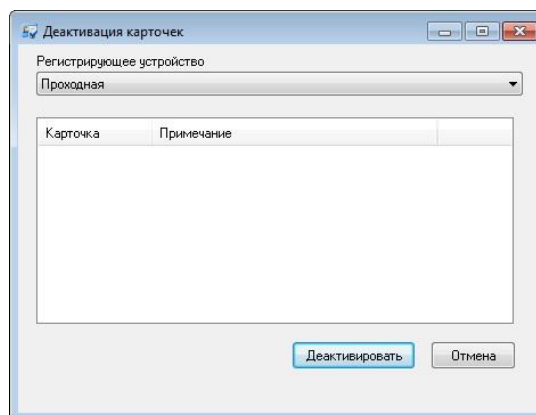 Деактивация карточек
Регистрирующее устройство
Проходная
Карточка Примечание
Деактивировать Отмена